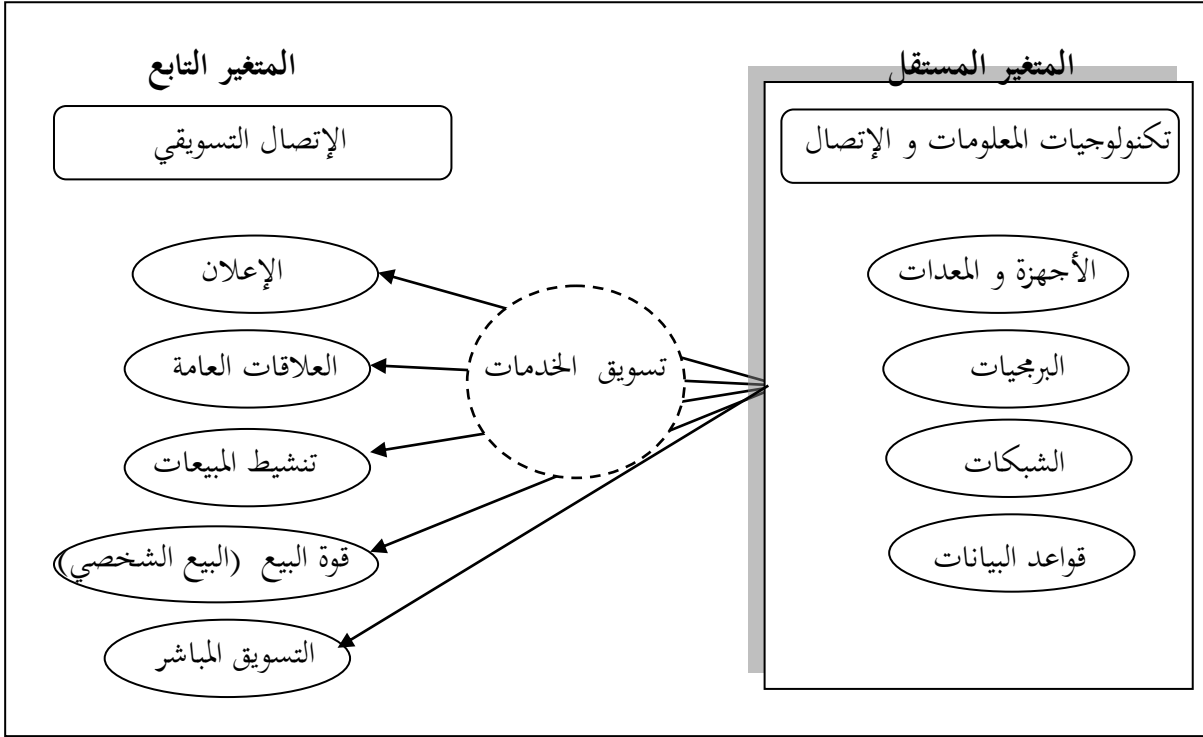 المتغير المستقل
تكنولوجيات المعلومات و الإتصال
الأجهزة و المعدات
البرمجيات
الشبكات
قواعد البيانات
تسويق الخدمات
المتغير التابع
الإتصال التسويقي
الإعلان
العلاقات العامة
تنشيط المبيعات
قوة البيع (البيع الشخصي)
التسويق المباشر